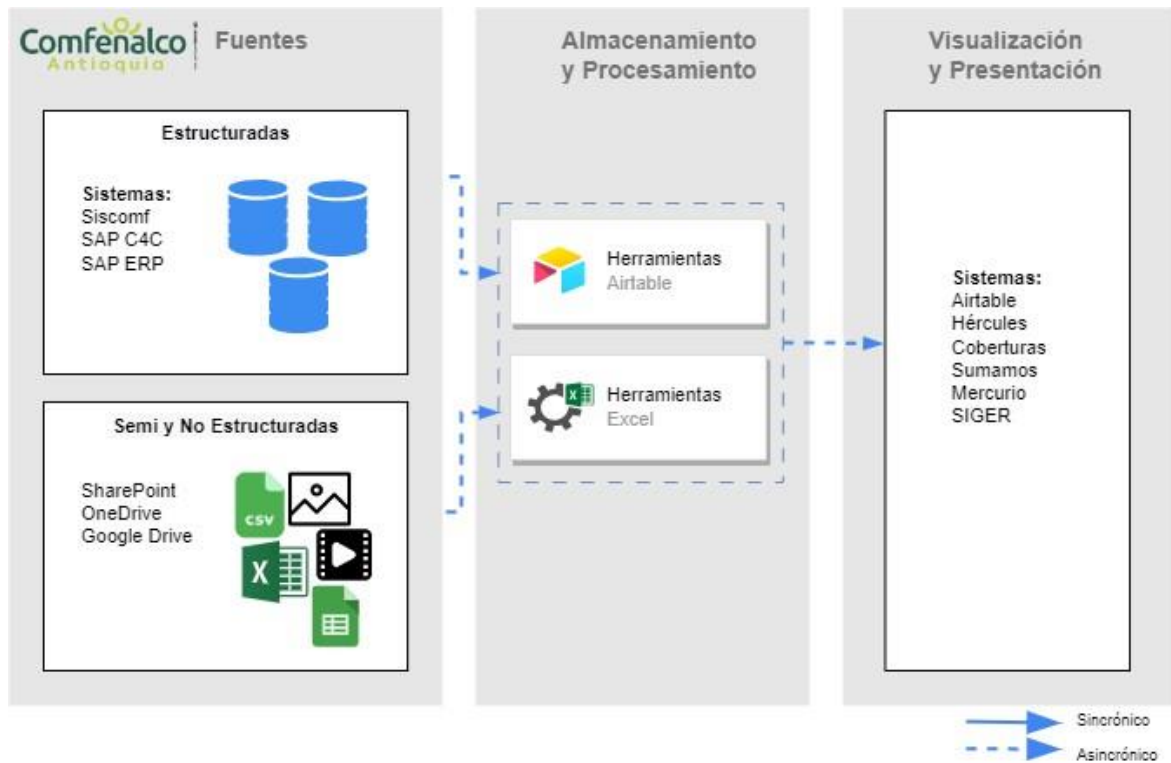 Comfenalco
Antioquia
Fuentes
Estructuradas
Sistemas:
Siscomf
SAP C4C
SAP ERP
Semi y No Estructuradas
SharePoint
OneDrive
Google Drive
CSV
X
Almacenamiento
y Procesamiento
Herramientas
Airtable
X
Herramientas
Excel
Visualización
y Presentación
Sistemas:
Airtable
Hércules
Coberturas
Sumamos
Mercurio
SIGER
Sincrónico
Asincrónico